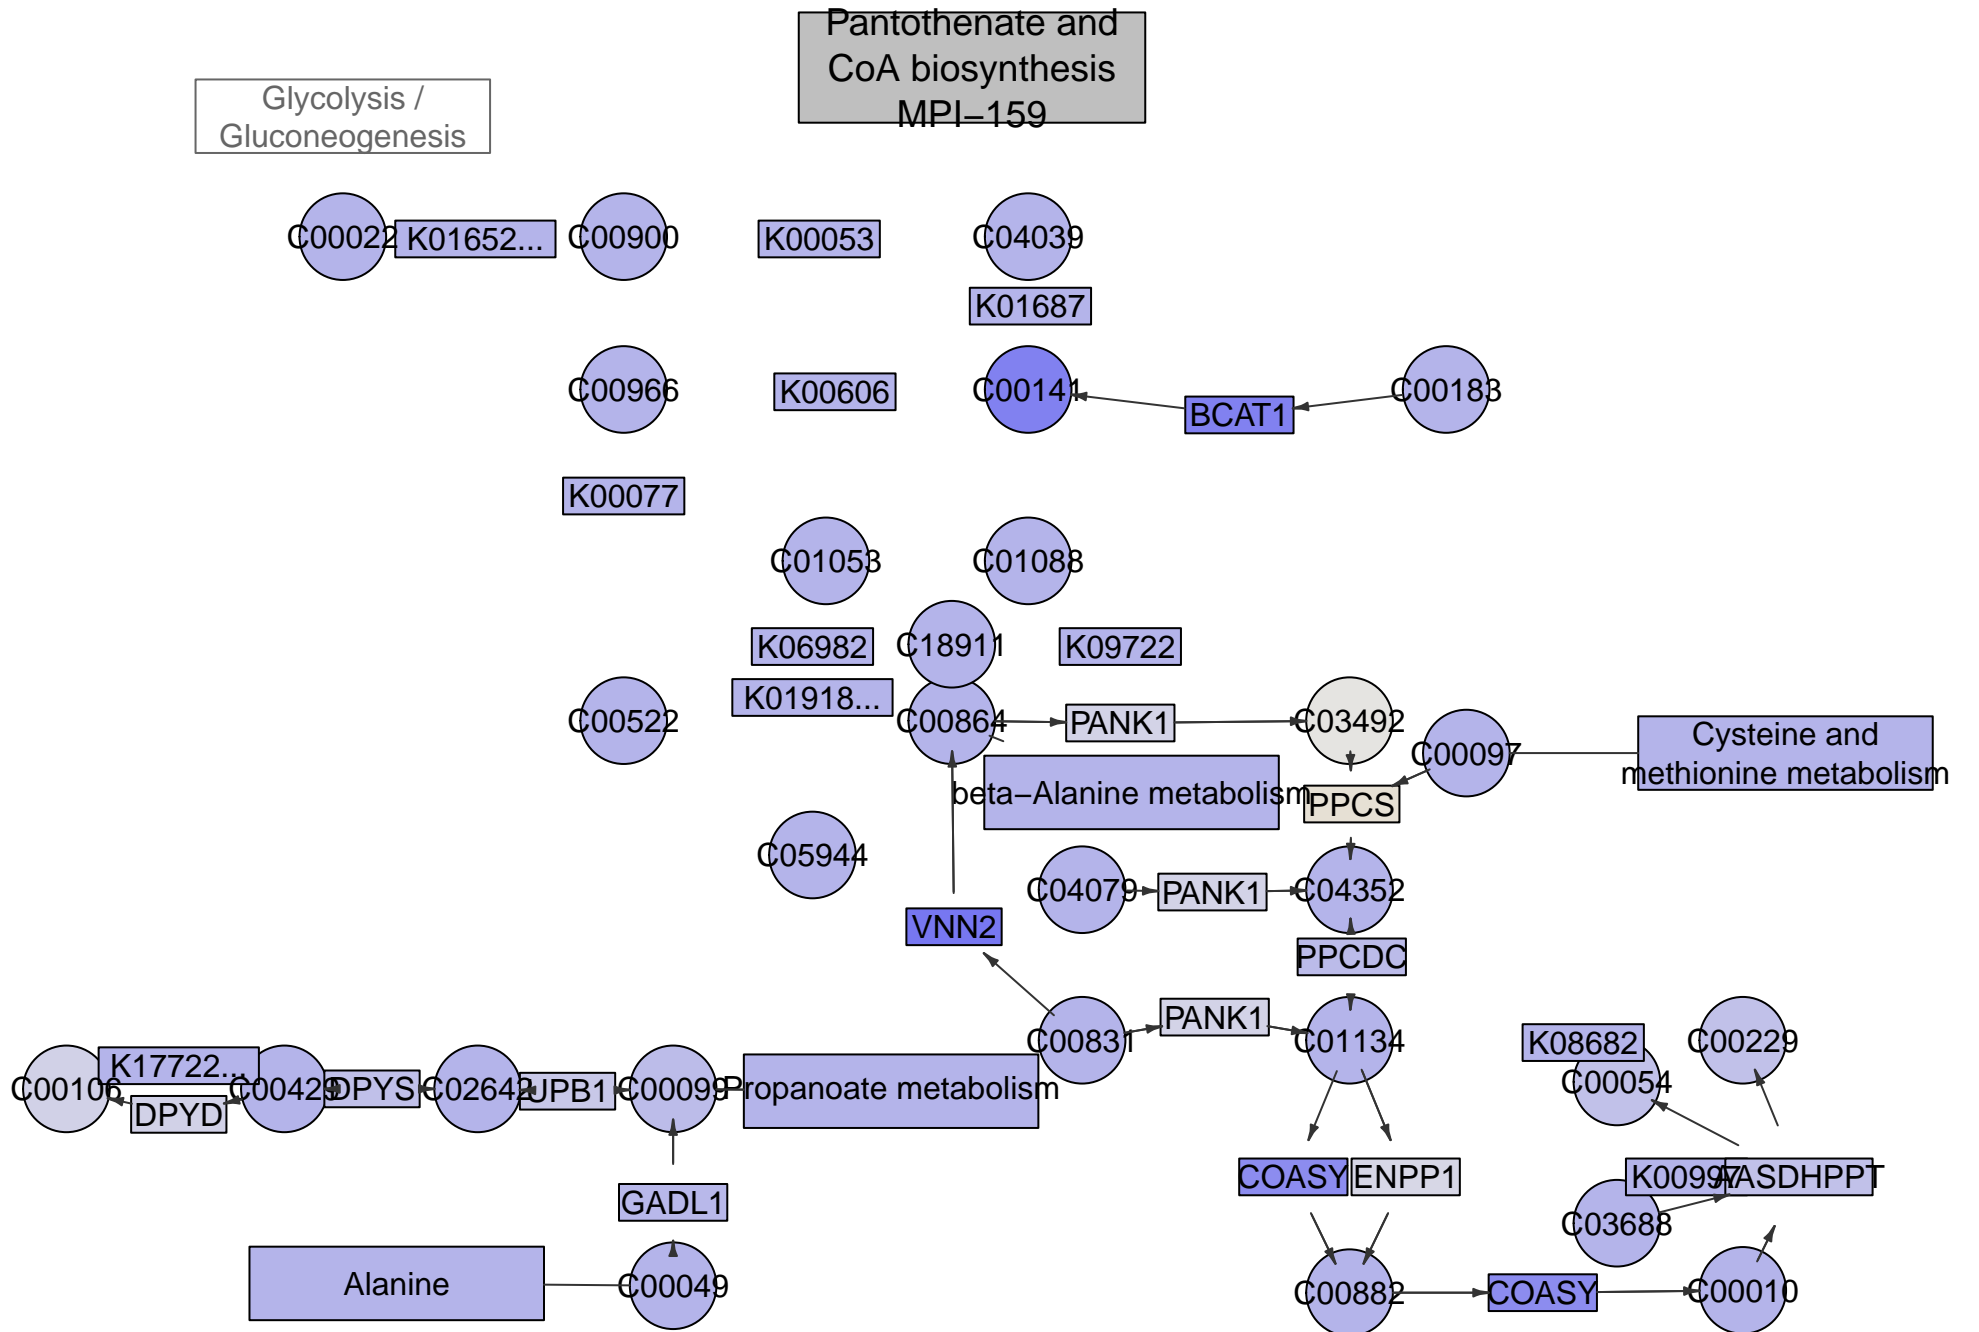 Pantothenate and
CoA biosynthesis
MPI−159
Glycolysis /
Gluconeogenesis
C00022
K01652...
C00900
K00053
C04039
K01687
C00966
K00606
C00141
BCAT1
C00183
K00077
C01053
C01088
K06982
C18911
K09722
K01918...
C00522
C00864
PANK1
C03492
C00097
Cysteine and
methionine metabolism
beta−Alanine metabolism
PPCS
C05944
C04079
PANK1
C04352
VNN2
PPCDC
C00831
PANK1
C01134
K08682
C00229
C00054
C00106
K17722...
DPYD
C00429
DPYS
C02642
UPB1
C00099
Propanoate metabolism
COASY
ENPP1
K00997
AASDHPPT
GADL1
C03688
Alanine
C00049
C00882
COASY
C00010